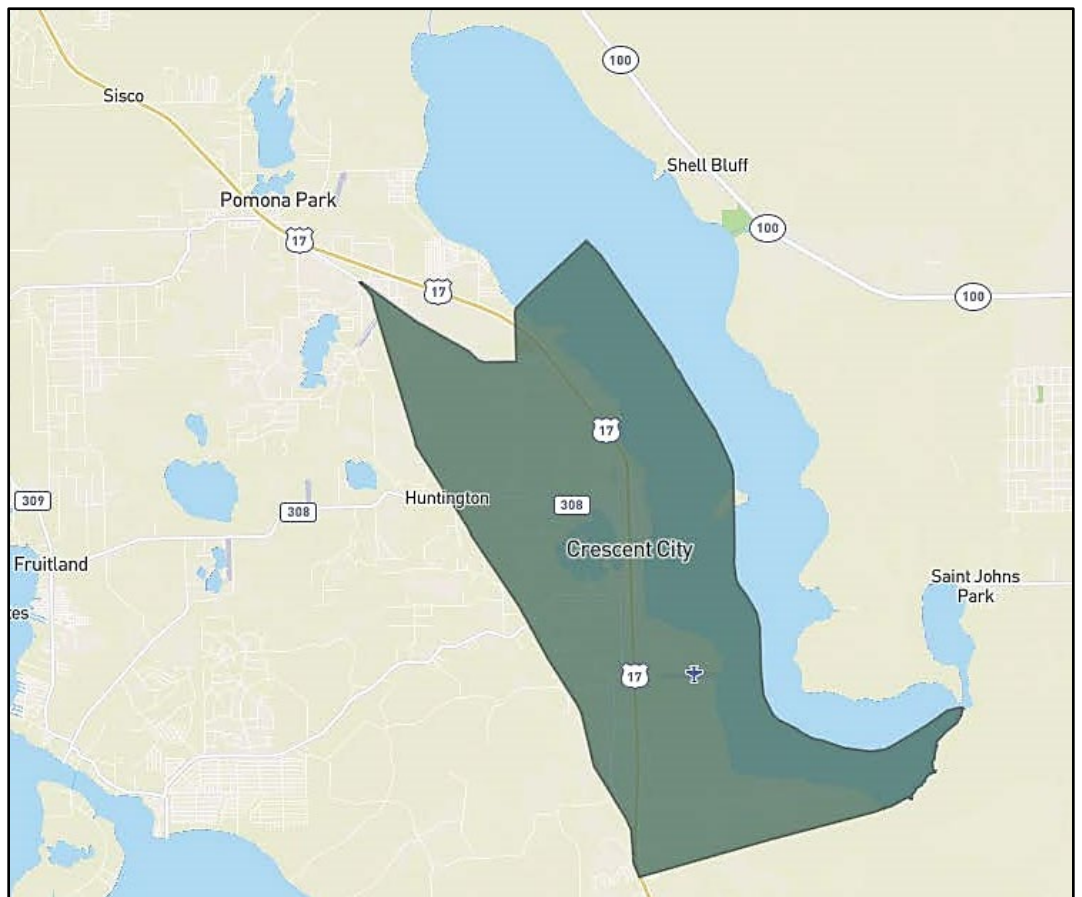 100
Sisco
Shell Bluff
Pomona Park
100
17
17
100
17
309
Huntington
308
308
Crescent City
Fruitland
Saint Johns
Park
tes
17